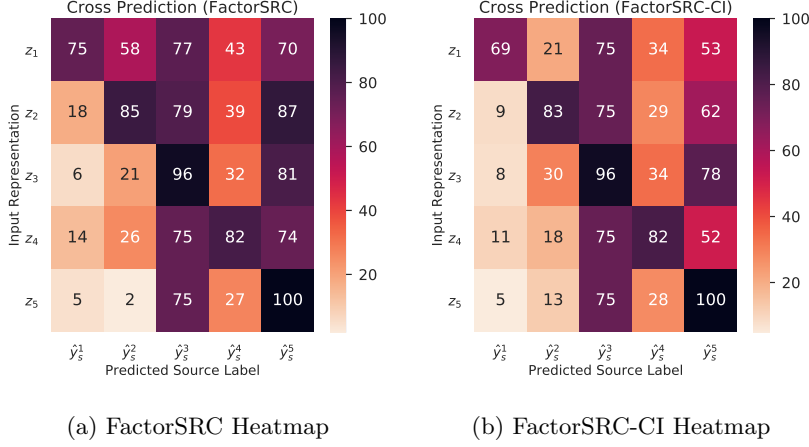 Cross Prediction (FactorSRC)
z₁ 75 58 77 43 70
z₂ 18 85 79 39 87
z₃ 6 21 96 32 81
z₄ 14 26 75 82 74
z₅ 5 2 75 27 100
ŷₛ¹ ŷₛ² ŷₛ³ ŷₛ⁴ ŷₛ⁵
Predicted Source Label
Input Representation
100
80
60
40
20
(a) FactorSRC Heatmap
Cross Prediction (FactorSRC-CI)
z₁ 69 21 75 34 53
z₂ 9 83 75 29 62
z₃ 8 30 96 34 78
z₄ 11 18 75 82 52
z₅ 5 13 75 28 100
ŷₛ¹ ŷₛ² ŷₛ³ ŷₛ⁴ ŷₛ⁵
Predicted Source Label
Input Representation
100
80
60
40
20
(b) FactorSRC-CI Heatmap